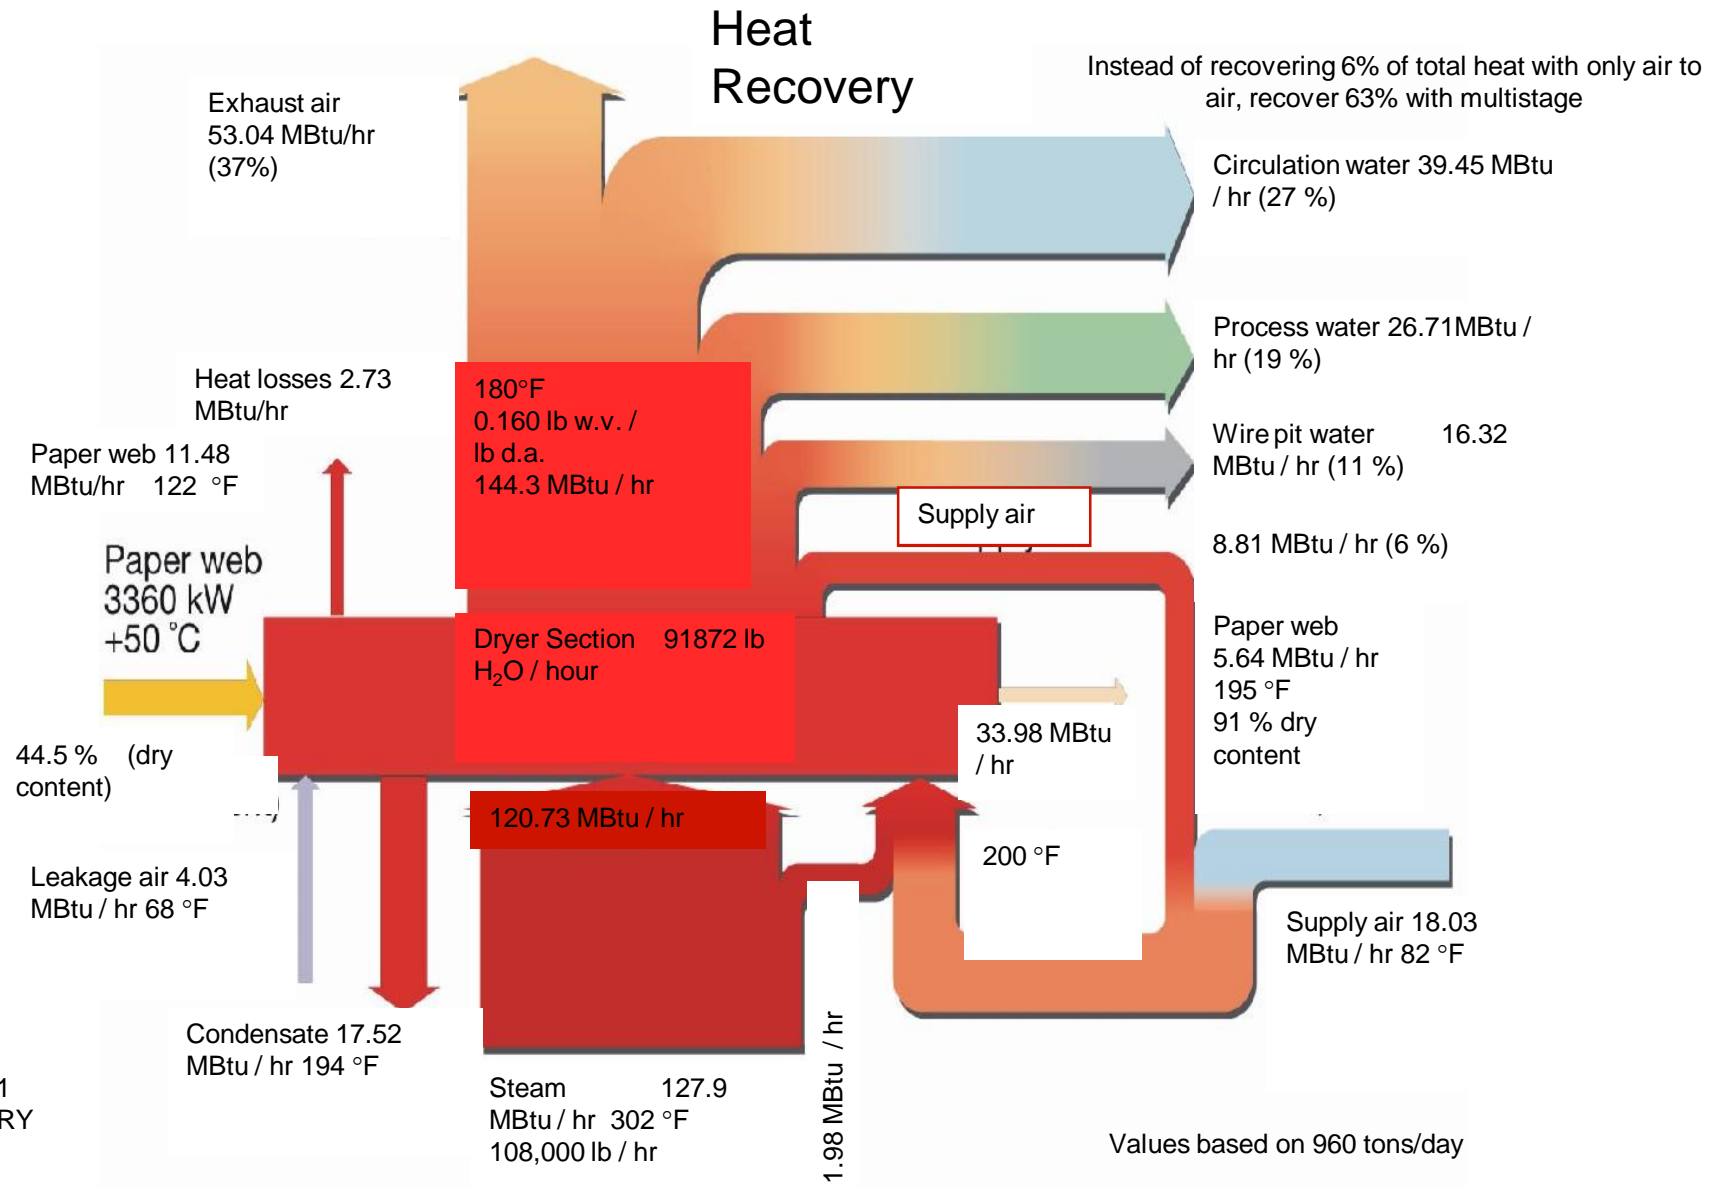 Heat
Recovery
Instead of recovering 6% of total heat with only air to
air, recover 63% with multistage
Exhaust air
53.04 MBtu/hr
(37%)
Circulation water 39.45 MBtu
/ hr (27 %)
Process water 26.71MBtu /
hr (19 %)
Heat losses 2.73
MBtu/hr
180°F
0.160 lb w.v. /
lb d.a.
144.3 MBtu / hr
Wire pit water 16.32
MBtu / hr (11 %)
Paper web 11.48
MBtu/hr 122 °F
Supply air
8.81 MBtu / hr (6 %)
Paper web
3360 kW
+50 °C
Dryer Section 91872 lb
H₂O / hour
Paper web
5.64 MBtu / hr
195 °F
91 % dry
content
44.5 % (dry
content)
33.98 MBtu
/ hr
120.73 MBtu / hr
200 °F
Leakage air 4.03
MBtu / hr 68 °F
Supply air 18.03
MBtu / hr 82 °F
Condensate 17.52
MBtu / hr 194 °F
Steam 127.9
MBtu / hr 302 °F
108,000 lb / hr
1.98 MBtu / hr
1
RY
Values based on 960 tons/day